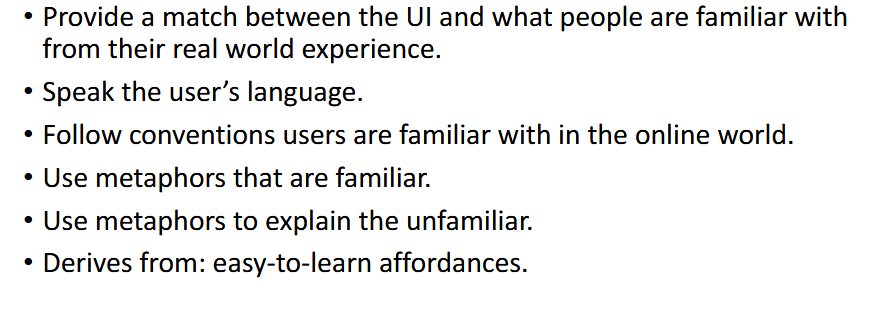 • Provide a match between the UI and what people are familiar with
from their real world experience.
• Speak the user’s language.
• Follow conventions users are familiar with in the online world.
• Use metaphors that are familiar.
• Use metaphors to explain the unfamiliar.
• Derives from: easy-to-learn affordances.